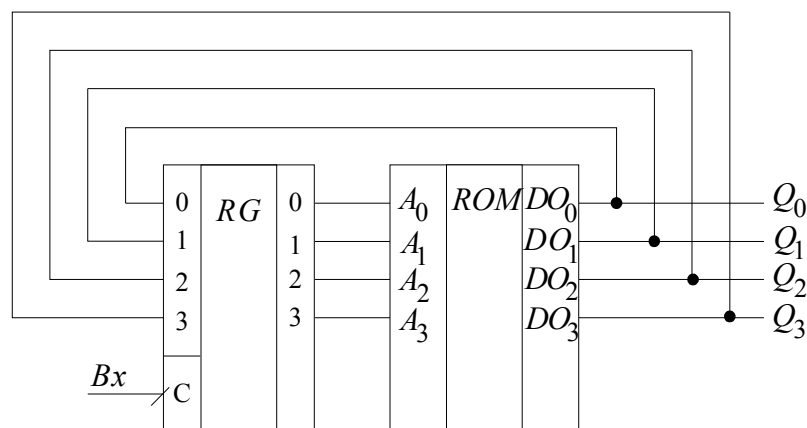 0 RG 0 A₀ ROM DO₀ Q₀
1 1 A₁ DO₁ Q₁
2 2 A₂ DO₂ Q₂
3 3 A₃ DO₃ Q₃
Bx C